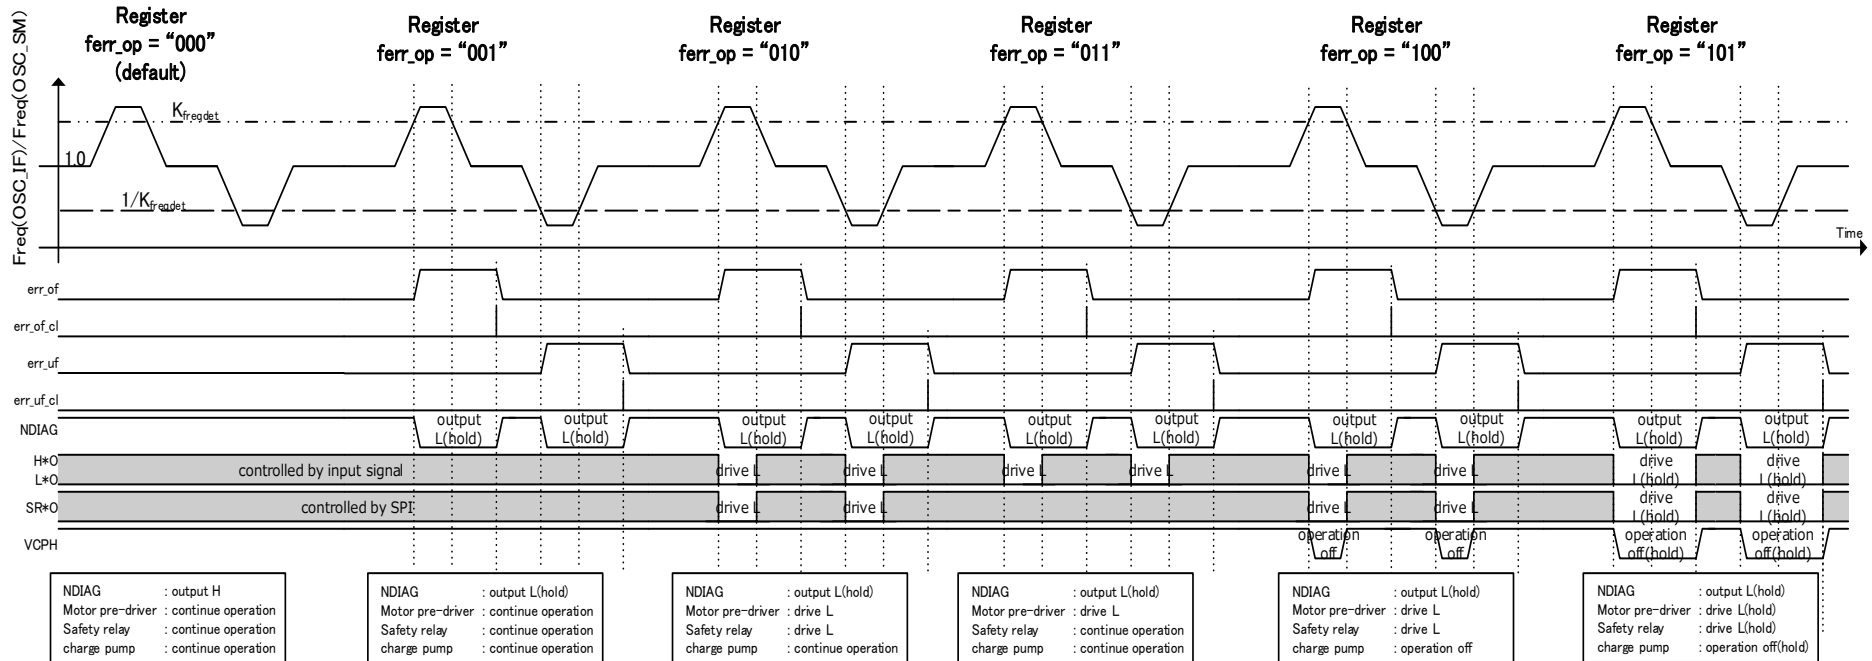 Register
ferr_op = “000”
(default)
Register
ferr_op = “001”
Register
ferr_op = “010”
Register
ferr_op = “011”
Register
ferr_op = “100”
Register
ferr_op = “101”
Freq(OSC_IF)/Freq(OSC_SM)
Kfreqdet
1.0
1/Kfreqdet
Time
err_of
err_of_cl
err_uf
err_uf_cl
NDIAG
output
L(hold)
output
L(hold)
output
L(hold)
output
L(hold)
output
L(hold)
output
L(hold)
output
L(hold)
output
L(hold)
output
L(hold)
output
L(hold)
H*O
L*O
controlled by input signal
drive L
drive L
drive L
drive L
drive L
drive L
drive
L(hold)
drive
L(hold)
SR*O
controlled by SPI
drive L
drive L
drive L
drive L
drive
L(hold)
drive
L(hold)
VCPH
operation
off
operation
off
operation
off(hold)
operation
off(hold)
NDIAG : output H
Motor pre-driver : continue operation
Safety relay : continue operation
charge pump : continue operation
NDIAG : output L(hold)
Motor pre-driver : continue operation
Safety relay : continue operation
charge pump : continue operation
NDIAG : output L(hold)
Motor pre-driver : drive L
Safety relay : drive L
charge pump : continue operation
NDIAG : output L(hold)
Motor pre-driver : drive L
Safety relay : continue operation
charge pump : continue operation
NDIAG : output L(hold)
Motor pre-driver : drive L
Safety relay : drive L
charge pump : operation off
NDIAG : output L(hold)
Motor pre-driver : drive L(hold)
Safety relay : drive L(hold)
charge pump : operation off(hold)